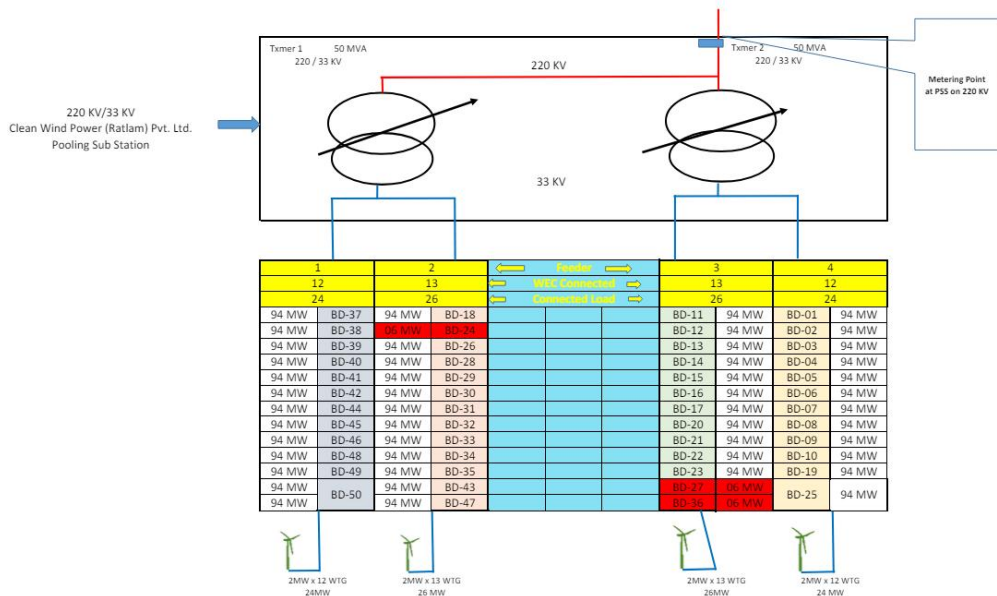 Txmer 1 50 MVA
220 / 33 KV
Txmer 2 50 MVA
220 / 33 KV
220 KV
Metering Point
at PSS on 220 KV
220 KV/33 KV
Clean Wind Power (Ratlam) Pvt. Ltd.
Pooling Sub Station
33 KV
1 2 Feeder 3 4
12 13 WEC Connected 13 12
24 26 Connected Load 26 24
94 MW BD-37 94 MW BD-18 BD-11 94 MW BD-01 94 MW
94 MW BD-38 06 MW BD-24 BD-12 94 MW BD-02 94 MW
94 MW BD-39 94 MW BD-26 BD-13 94 MW BD-03 94 MW
94 MW BD-40 94 MW BD-28 BD-14 94 MW BD-04 94 MW
94 MW BD-41 94 MW BD-29 BD-15 94 MW BD-05 94 MW
94 MW BD-42 94 MW BD-30 BD-16 94 MW BD-06 94 MW
94 MW BD-44 94 MW BD-31 BD-17 94 MW BD-07 94 MW
94 MW BD-45 94 MW BD-32 BD-20 94 MW BD-08 94 MW
94 MW BD-46 94 MW BD-33 BD-21 94 MW BD-09 94 MW
94 MW BD-48 94 MW BD-34 BD-22 94 MW BD-10 94 MW
94 MW BD-49 94 MW BD-35 BD-23 94 MW BD-19 94 MW
94 MW BD-50 94 MW BD-43 BD-27 06 MW BD-25 94 MW
94 MW 94 MW BD-47 BD-36 06 MW
2MW x 12 WTG
24MW
2MW x 13 WTG
26 MW
2MW x 13 WTG
26MW
2MW x 12 WTG
24 MW